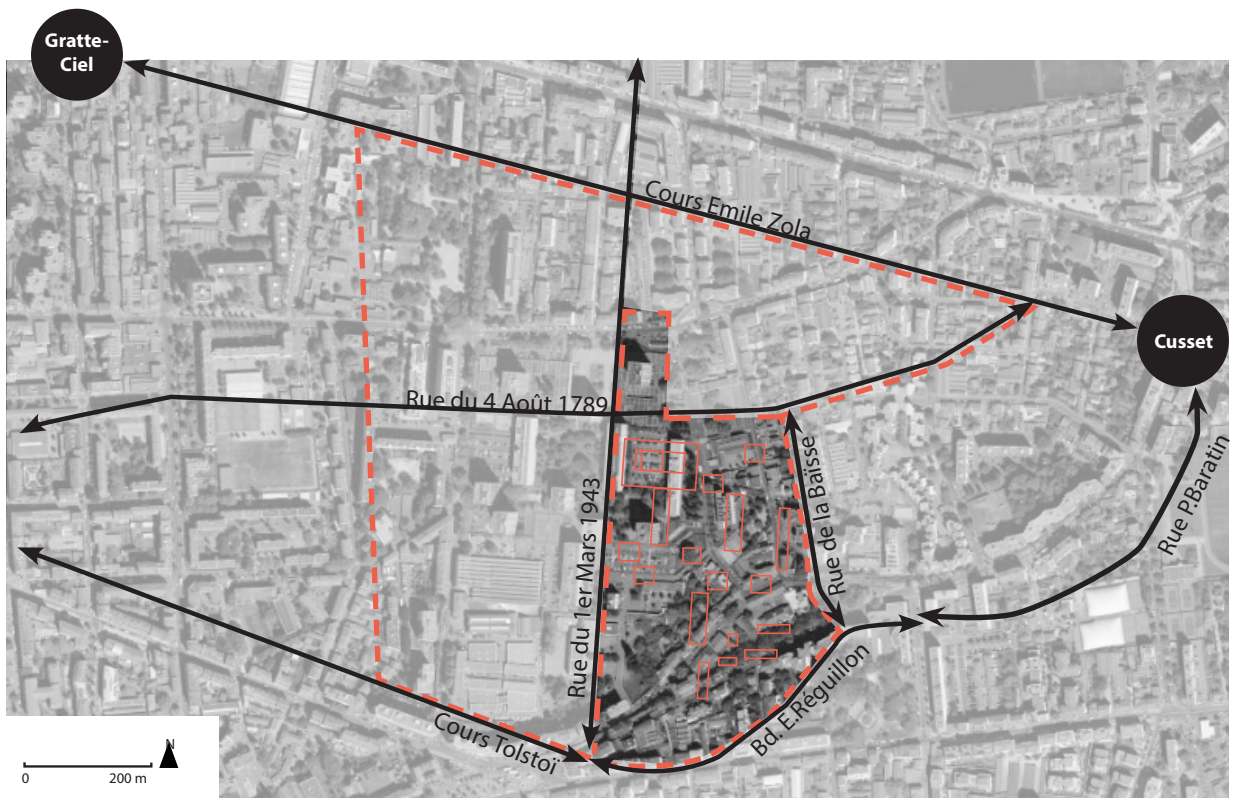 Gratte-
Ciel
Cours Emile Zola
Cusset
Rue du 4 Août 1789
Rue de la Baisse
Rue P.Baratin
Rue du 1er Mars 1943
Bd. E.Réguillon
Cours Tolstoï
N
0 200 m